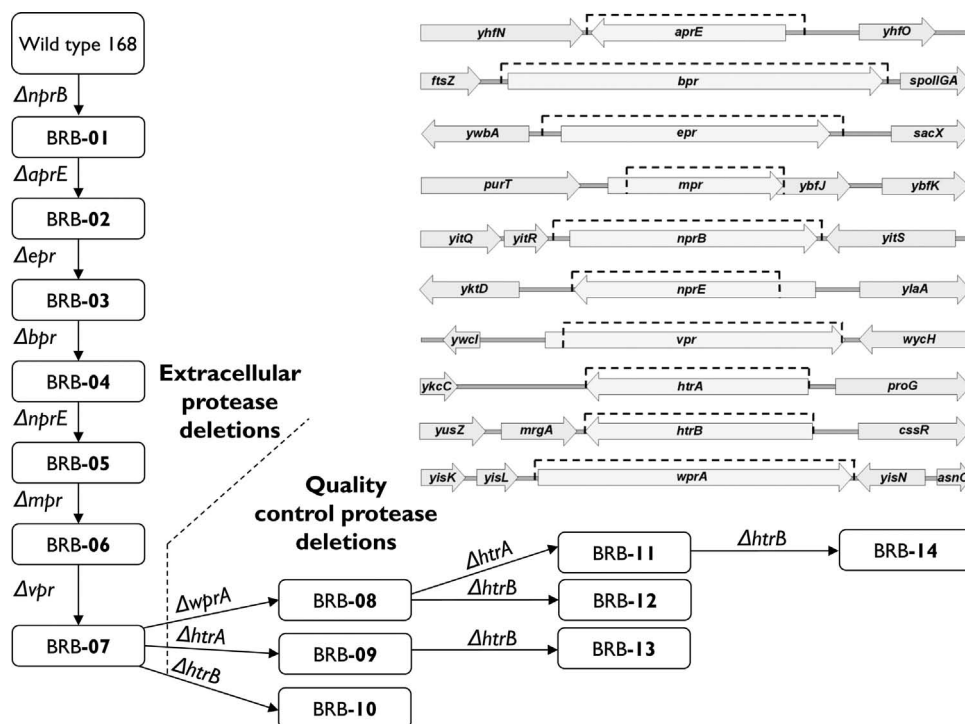 Wild type 168
ΔnprB
BRB-01
ΔaprE
BRB-02
Δepr
BRB-03
Δbpr
BRB-04
ΔnprE
BRB-05
Δmpr
BRB-06
Δvpr
BRB-07
Extracellular
protease
deletions
Quality
control protease
deletions
ΔwprA
BRB-08
ΔhtrA
BRB-09
ΔhtrB
BRB-10
ΔhtrA
BRB-11
ΔhtrB
BRB-12
ΔhtrB
BRB-13
ΔhtrB
BRB-14
yhfN aprE yhfO
ftsZ bpr spoIIGA
ywbA epr sacX
purT mpr ybfJ ybfK
yitQ yitR nprB yitS
yktD nprE ylaA
ywcI vpr wycH
ykcC htrA proG
yusZ mrgA htrB cssR
yisK yisL wprA yisN asnO